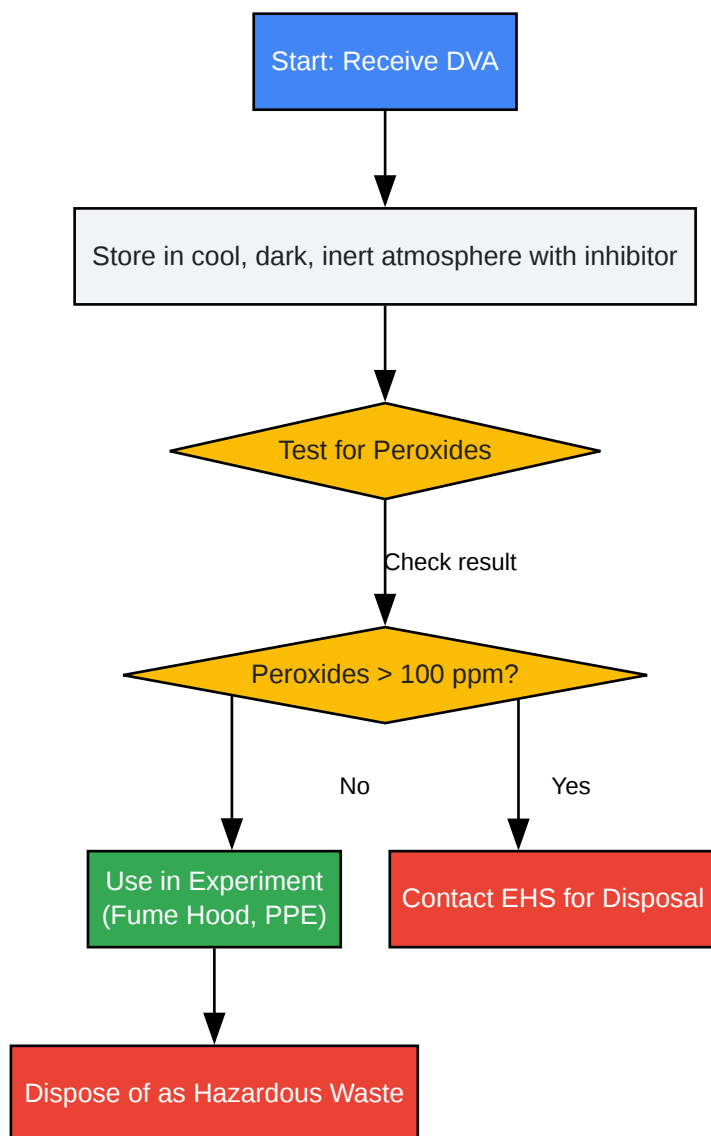 Start: Receive DVA
Store in cool, dark, inert atmosphere with inhibitor
Test for Peroxides
Check result
Peroxides > 100 ppm?
No
Yes
Use in Experiment
(Fume Hood, PPE)
Contact EHS for Disposal
Dispose of as Hazardous Waste